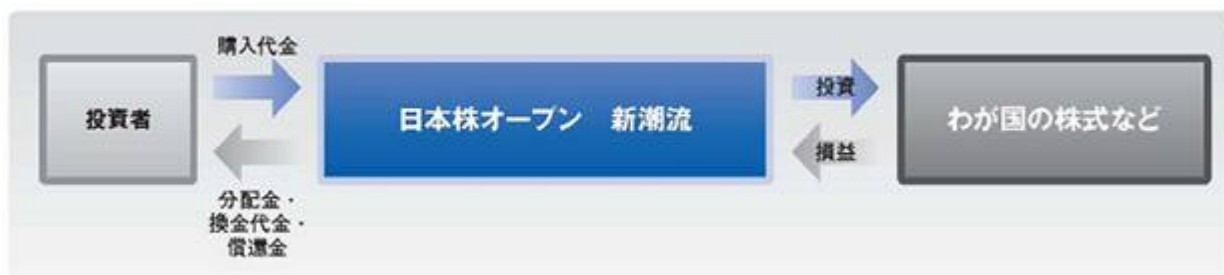 購入代金
投資者
日本株オープン　新潮流
投資
わが国の株式など
損益
分配金・
換金代金・
償還金